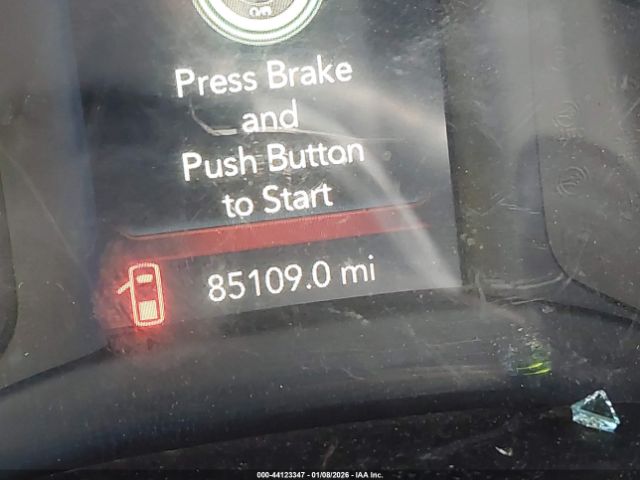 Press Brake
and
Push Button
to Start
85109.0 mi
000-44123347 - 01/08/2026 - IAA Inc.